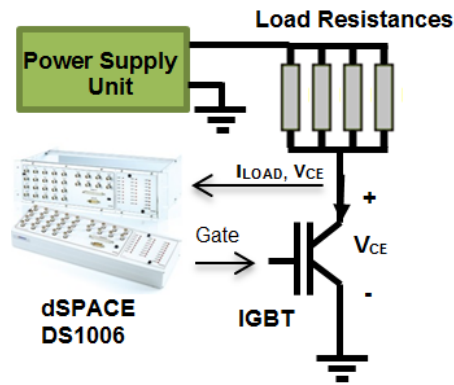 Load Resistances
Power Supply
Unit
ILOAD, VCE
+
Gate
VCE
-
IGBT
dSPACE
DS1006